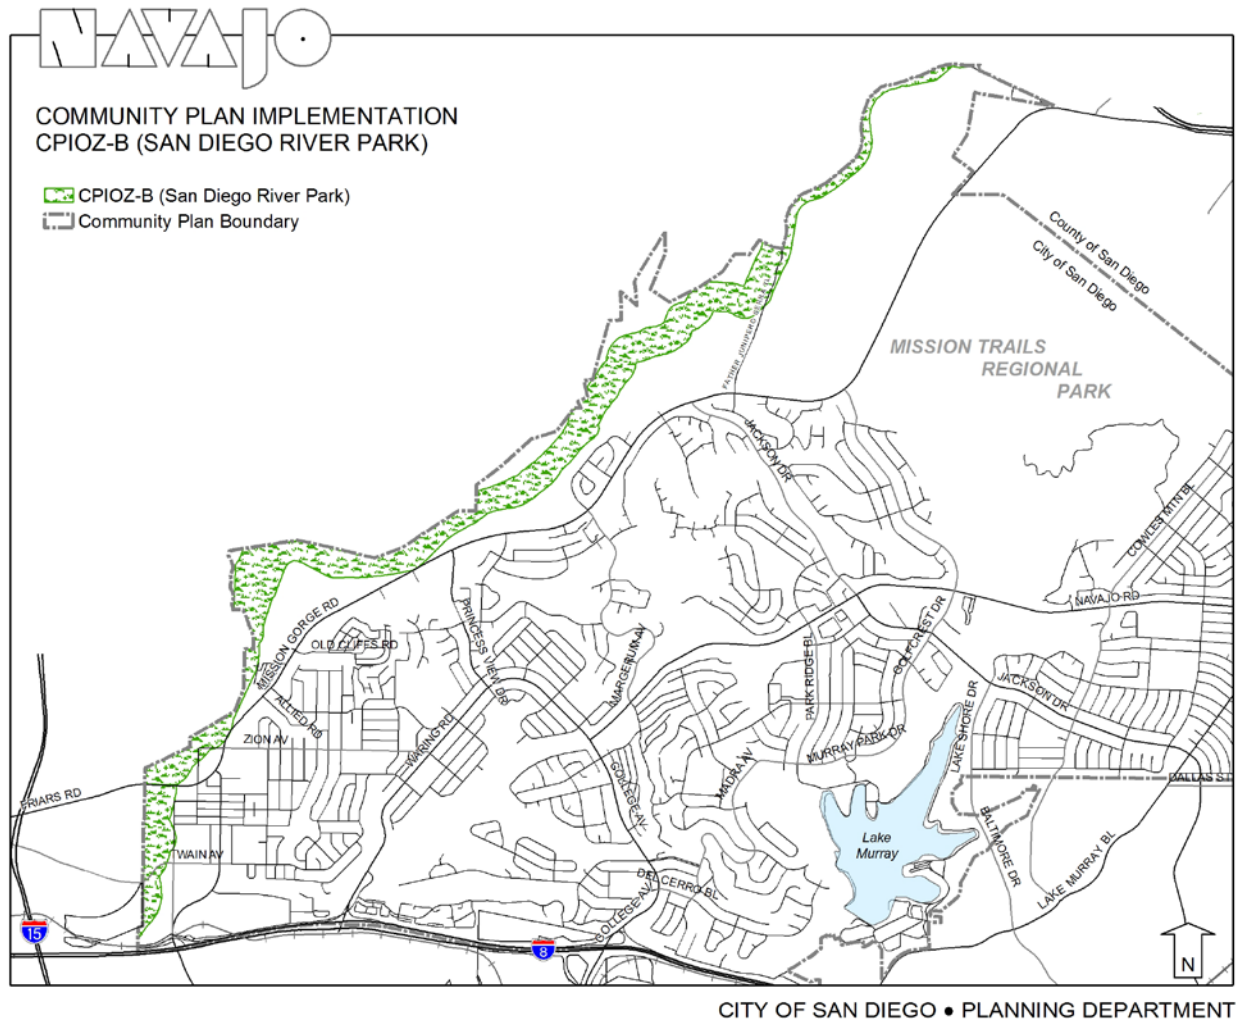 NAVAJO
COMMUNITY PLAN IMPLEMENTATION
CPIOZ-B (SAN DIEGO RIVER PARK)
CPIOZ-B (San Diego River Park)
Community Plan Boundary
County of San Diego
City of San Diego
MISSION TRAILS
REGIONAL
PARK
JACKSON DR
COWLES MTN BL
NAVAJO RD
MISSION GORGE RD
OLD CLIFFS RD
PRINCESS VIEW DR
MARGERUM AV
PARK RIDGE BL
GOLFCREST DR
JACKSON DR
LAKE SHORE DR
ALLIED RD
ZION AV
WARING RD
MURRAY PARK DR
MADRA AV
COLLEGE AV
DALLAS ST
FRIARS RD
BALTIMORE DR
Lake
Murray
TWAIN AV
LAKE MURRAY BL
DEL CERRO BL
COLLEGE AV
15
8
N
CITY OF SAN DIEGO ● PLANNING DEPARTMENT